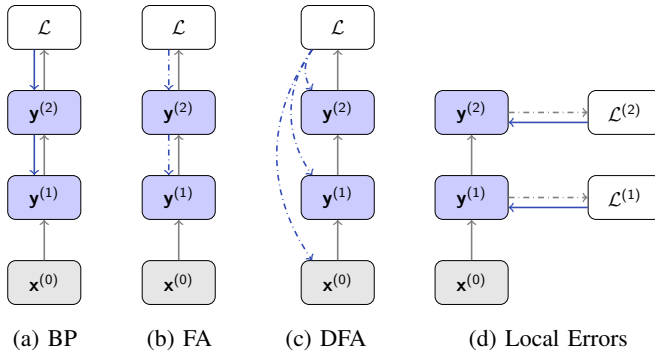 ℒ ℒ ℒ
y(2) y(2) y(2) y(2) ℒ(2)
y(1) y(1) y(1) y(1) ℒ(1)
x(0) x(0) x(0) x(0)
(a) BP (b) FA (c) DFA (d) Local Errors